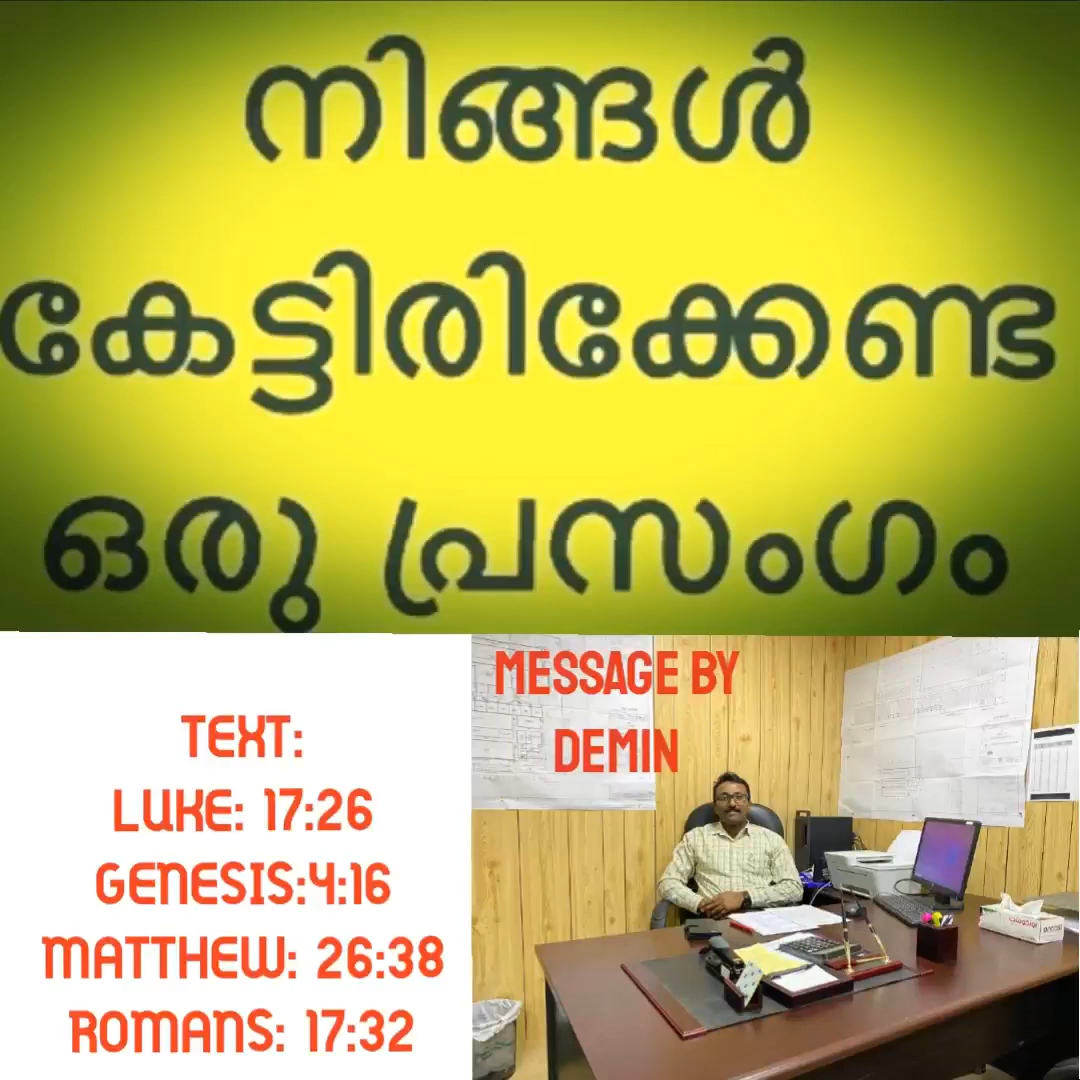 നിങ്ങൾ
കേട്ടിരിക്കേണ്ട
ഒരു പ്രസംഗം
MESSAGE BY
DEMIN
TEXT:
LUKE: 17:26
GENESIS:4:16
MATTHEW: 26:38
ROMANS: 17:32